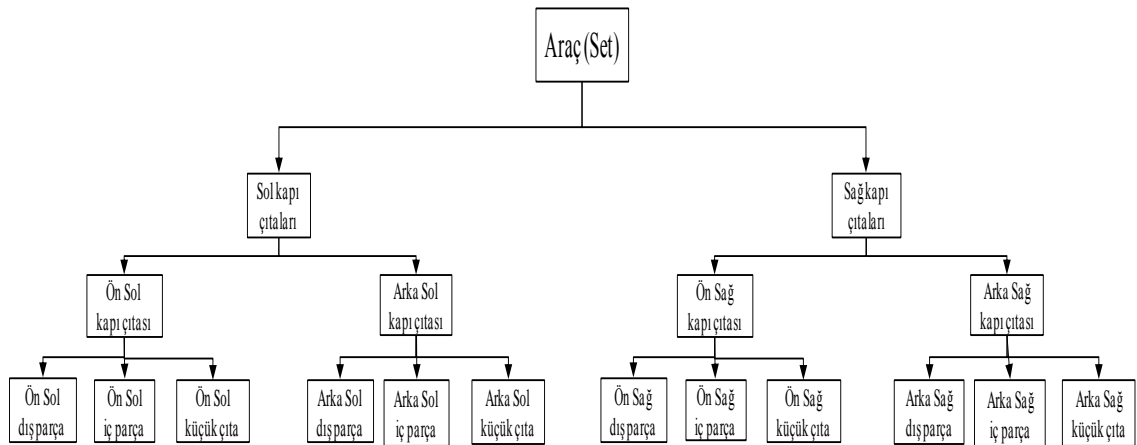 Araç (Set)
Sol kapı
çıtaları
Sağ kapı
çıtaları
Ön Sol
kapı çıtası
Arka Sol
kapı çıtası
Ön Sağ
kapı çıtası
Arka Sağ
kapı çıtası
Ön Sol
dış parça
Ön Sol
iç parça
Ön Sol
küçük çıta
Arka Sol
dış parça
Arka Sol
iç parça
Arka Sol
küçük çıta
Ön Sağ
dış parça
Ön Sağ
iç parça
Ön Sağ
küçük çıta
Arka Sağ
dış parça
Arka Sağ
iç parça
Arka Sağ
küçük çıta